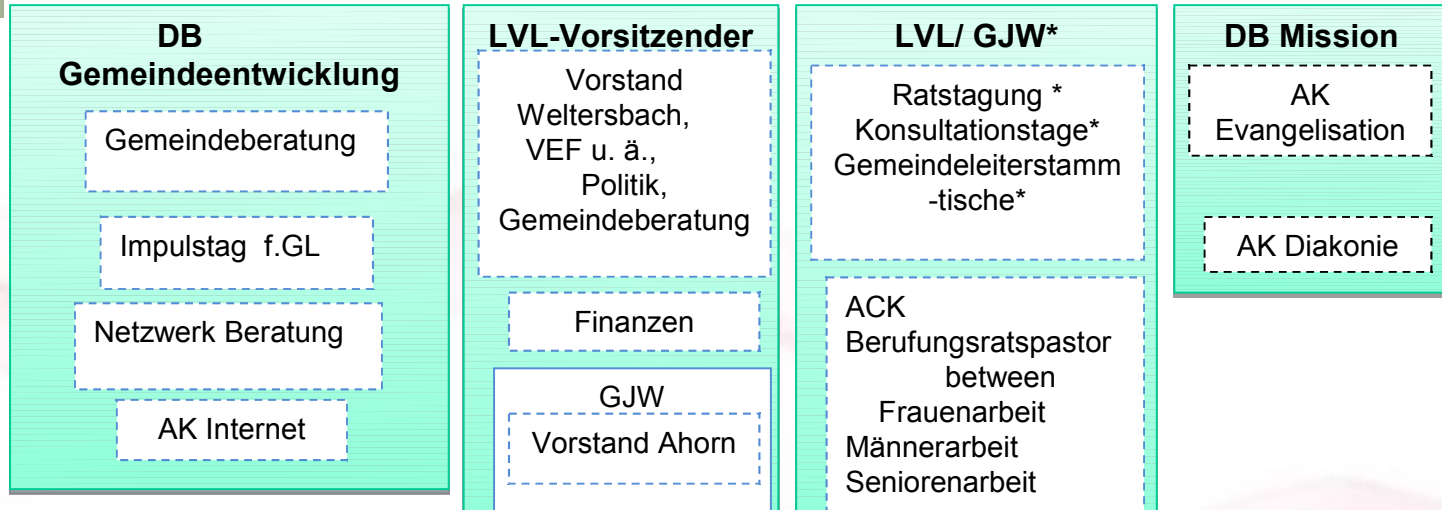 DB
Gemeindeentwicklung
Gemeindeberatung
Impulstag f.GL
Netzwerk Beratung
AK Internet
LVL-Vorsitzender
Vorstand
Weltersbach,
VEF u. ä.,
Politik,
Gemeindeberatung
Finanzen
GJW
Vorstand Ahorn
LVL/ GJW*
Ratstagung *
Konsultationstage*
Gemeindeleiterstamm
-tische*
ACK
Berufungsratspastor
between
Frauenarbeit
Männerarbeit
Seniorenarbeit
DB Mission
AK
Evangelisation
AK Diakonie